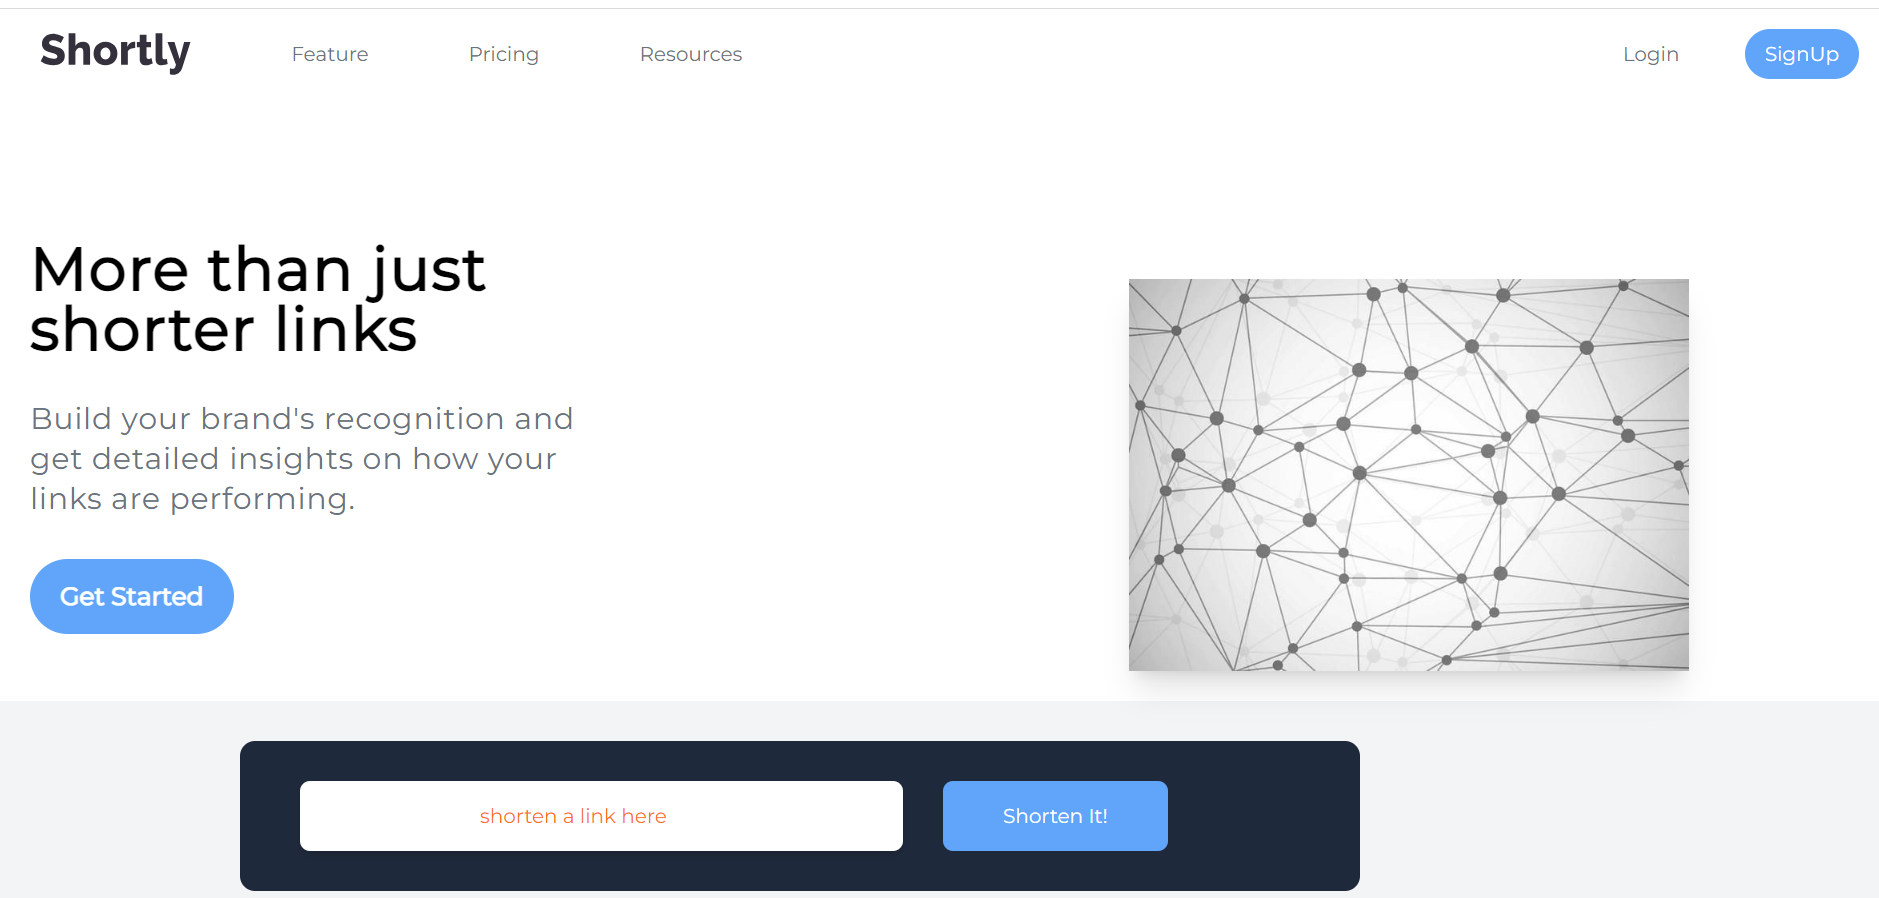 Shortly
Feature
Pricing
Resources
Login
SignUp
More than just
shorter links
Build your brand's recognition and
get detailed insights on how your
links are performing.
Get Started
shorten a link here
Shorten It!